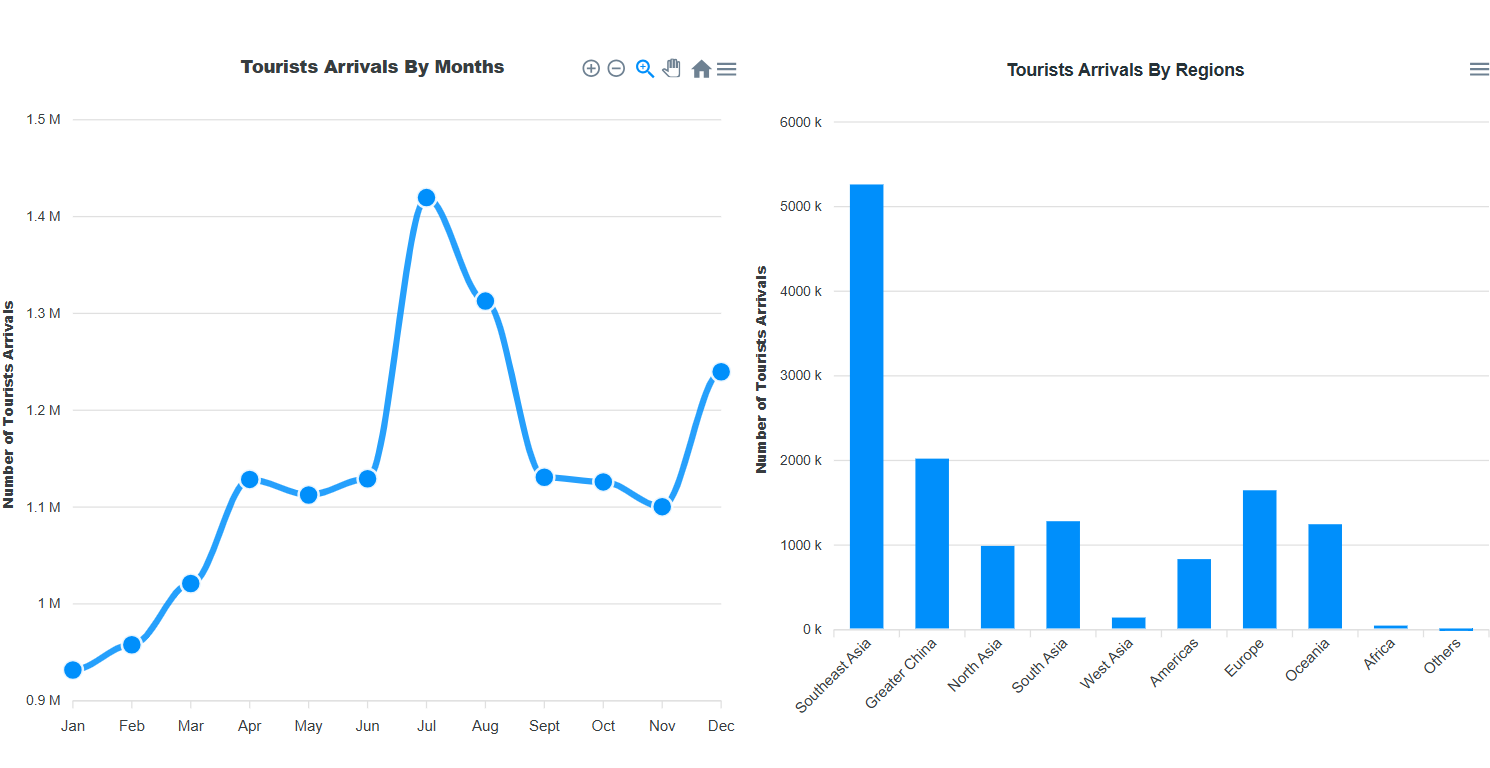 Tourists Arrivals By Months
Number of Tourists Arrivals
1.5 M
1.4 M
1.3 M
1.2 M
1.1 M
1 M
0.9 M
Jan Feb Mar Apr May Jun Jul Aug Sept Oct Nov Dec
Tourists Arrivals By Regions
Number of Tourists Arrivals
6000 k
5000 k
4000 k
3000 k
2000 k
1000 k
0 k
Southeast Asia
Greater China
North Asia
South Asia
West Asia
Americas
Europe
Oceania
Africa
Others